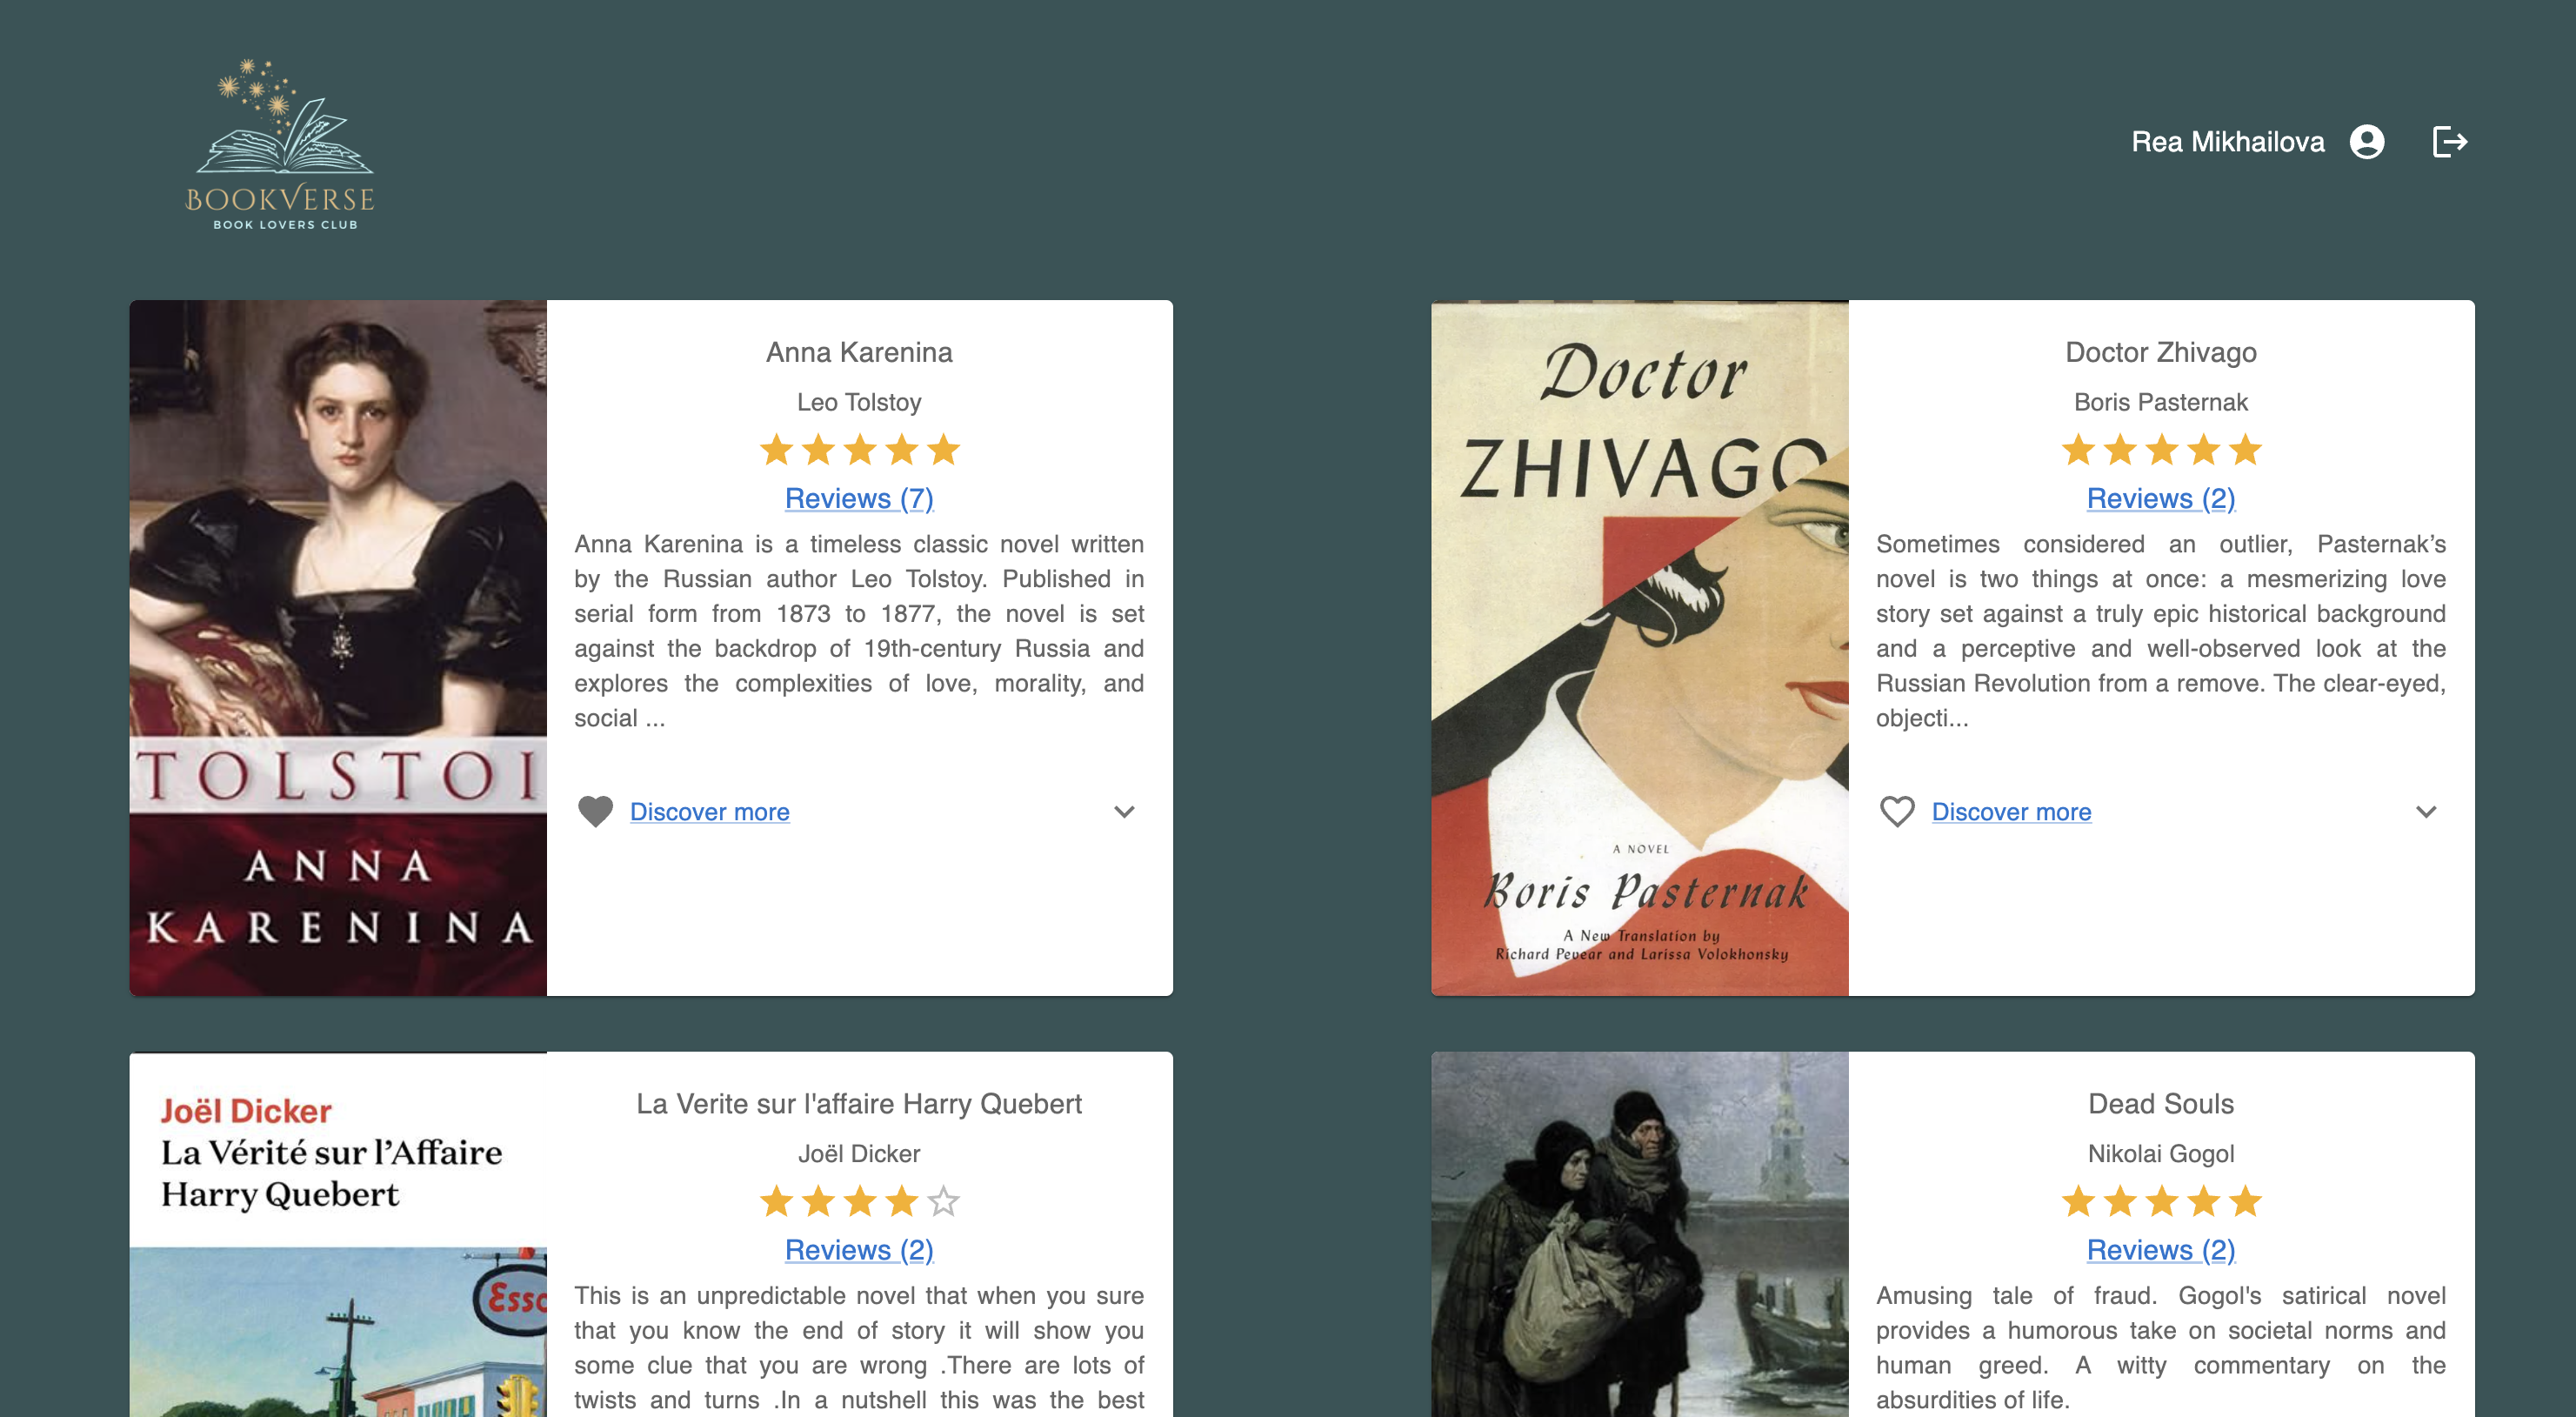 BOOKVERSE
BOOK LOVERS CLUB
Rea Mikhailova
TOLSTOI
ANNA
KARENINA
Anna Karenina
Leo Tolstoy
Reviews (7)
Anna Karenina is a timeless classic novel written
by the Russian author Leo Tolstoy. Published in
serial form from 1873 to 1877, the novel is set
against the backdrop of 19th-century Russia and
explores the complexities of love, morality, and
social ...
Discover more
Doctor
ZHIVAGO
A NOVEL
Boris Pasternak
A New Translation by
Richard Pevear and Larissa Volokhonsky
Doctor Zhivago
Boris Pasternak
Reviews (2)
Sometimes considered an outlier, Pasternak’s
novel is two things at once: a mesmerizing love
story set against a truly epic historical background
and a perceptive and well-observed look at the
Russian Revolution from a remove. The clear-eyed,
objecti...
Discover more
Joël Dicker
La Vérité sur l’Affaire
Harry Quebert
Esso
La Verite sur l'affaire Harry Quebert
Joël Dicker
Reviews (2)
This is an unpredictable novel that when you sure
that you know the end of story it will show you
some clue that you are wrong .There are lots of
twists and turns .In a nutshell this was the best
Dead Souls
Nikolai Gogol
Reviews (2)
Amusing tale of fraud. Gogol's satirical novel
provides a humorous take on societal norms and
human greed. A witty commentary on the
absurdities of life.